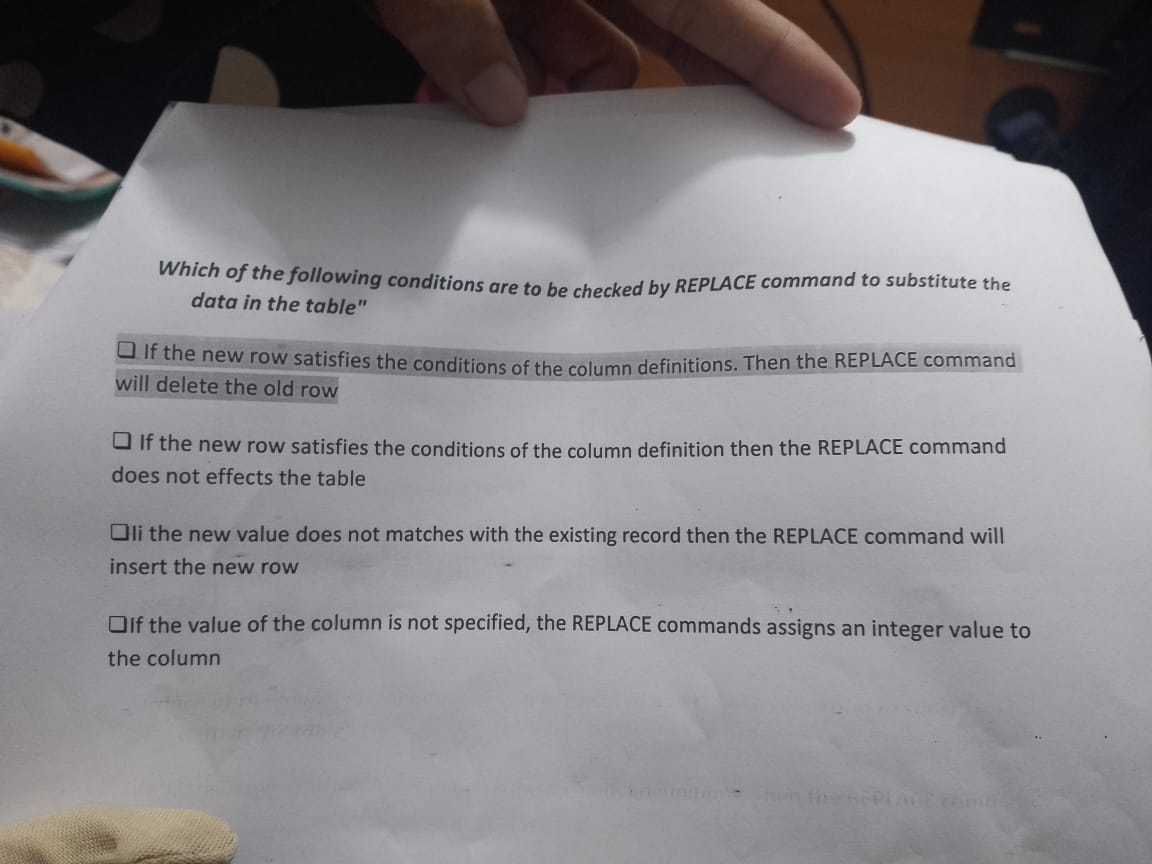 Which of the following conditions are to be checked by REPLACE command to substitute the
data in the table"
❑ If the new row satisfies the conditions of the column definitions. Then the REPLACE command
will delete the old row
❑ If the new row satisfies the conditions of the column definition then the REPLACE command
does not effects the table
❑Ii the new value does not matches with the existing record then the REPLACE command will
insert the new row
❑If the value of the column is not specified, the REPLACE commands assigns an integer value to
the column